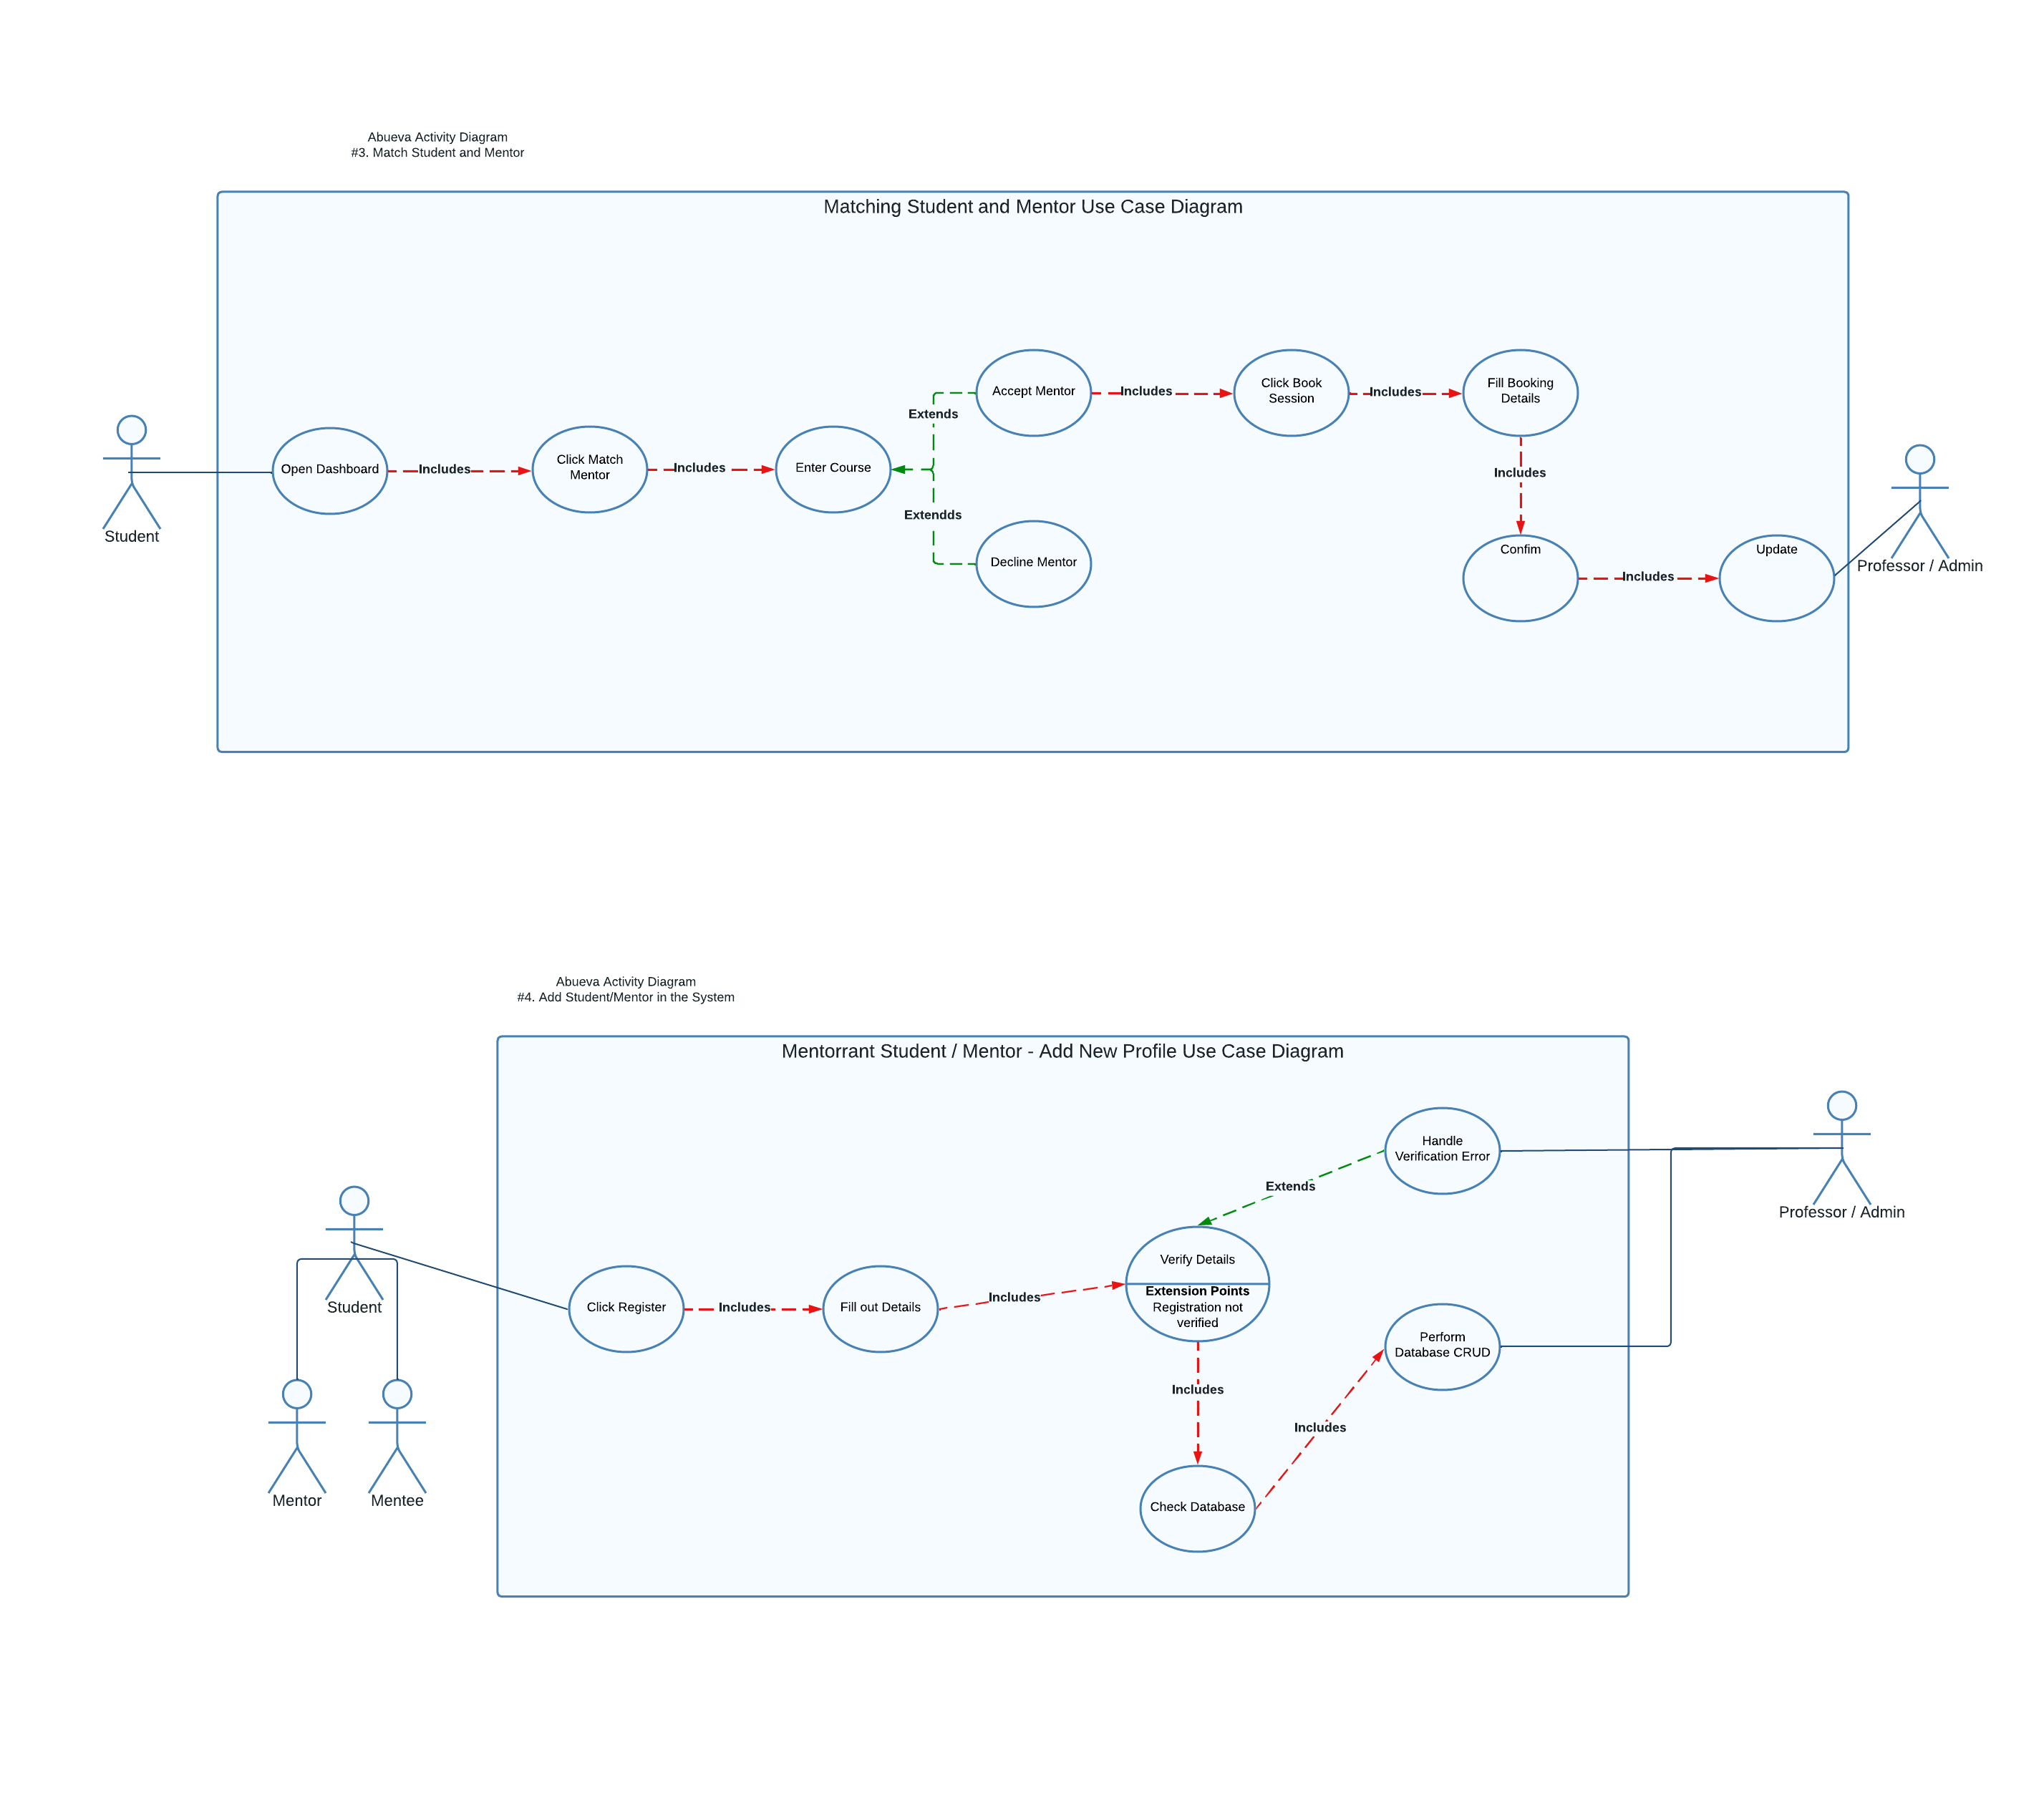 Abueva Activity Diagram
#3. Match Student and Mentor
Matching Student and Mentor Use Case Diagram
Student
Open Dashboard
Includes
Click Match
Mentor
Includes
Enter Course
Extends
Extendds
Accept Mentor
Decline Mentor
Includes
Click Book
Session
Includes
Fill Booking
Details
Includes
Confim
Includes
Update
Professor / Admin
Abueva Activity Diagram
#4. Add Student/Mentor in the System
Mentorrant Student / Mentor - Add New Profile Use Case Diagram
Student
Mentor
Mentee
Click Register
Includes
Fill out Details
Includes
Verify Details
Extension Points
Registration not
verified
Extends
Handle
Verification Error
Includes
Check Database
Includes
Perform
Database CRUD
Professor / Admin